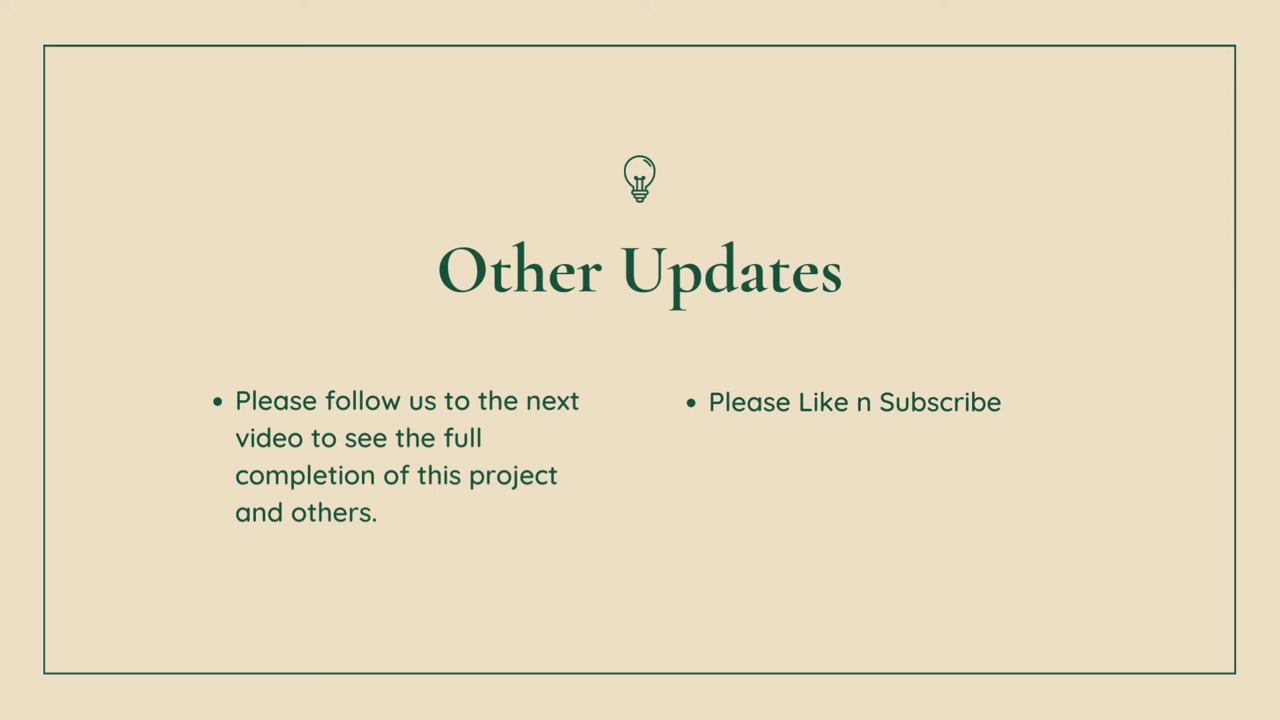 Other Updates
• Please follow us to the next
video to see the full
completion of this project
and others.
• Please Like n Subscribe